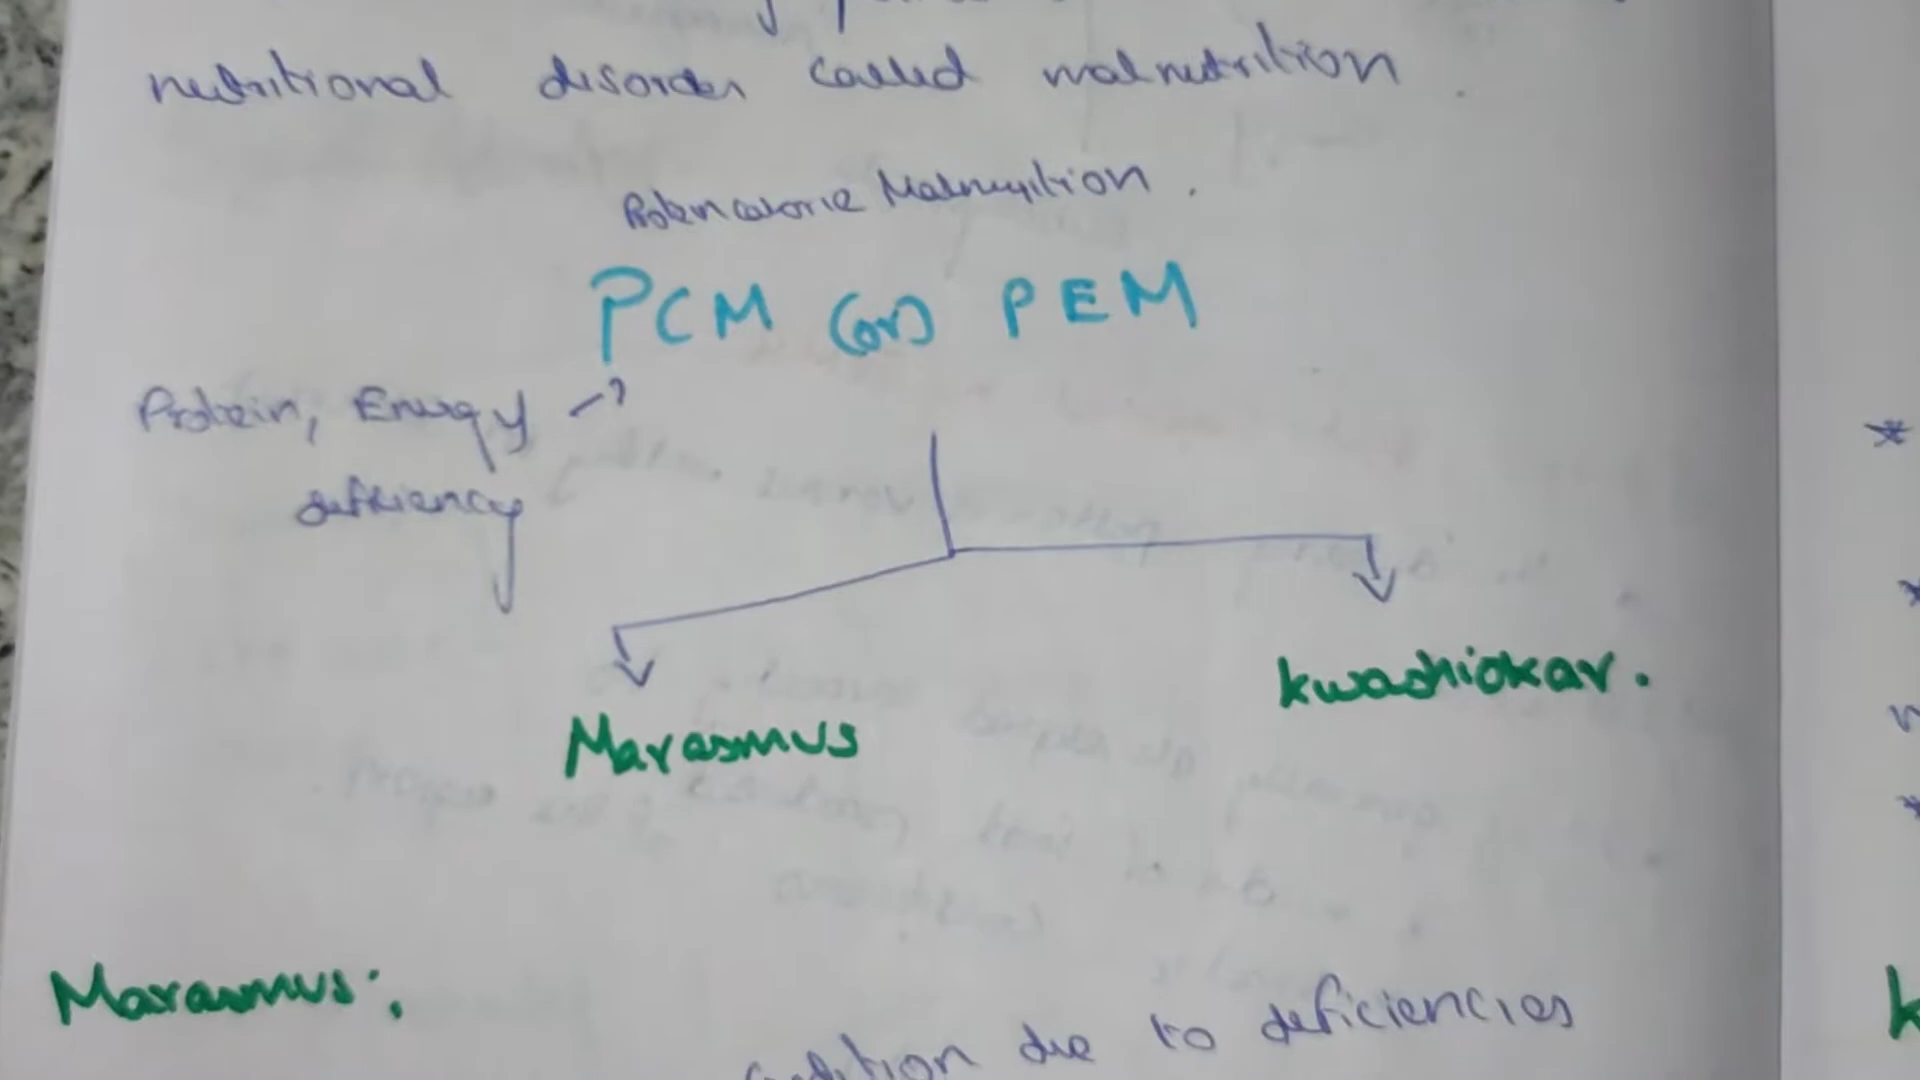 nutritional disorder called malnutrition.
Protein calorie Malnutrition.
PCM (or) PEM
Protein, Energy →
deficiency
kwashiokar.
Marasmus
Marasmus:
condition due to deficiencies